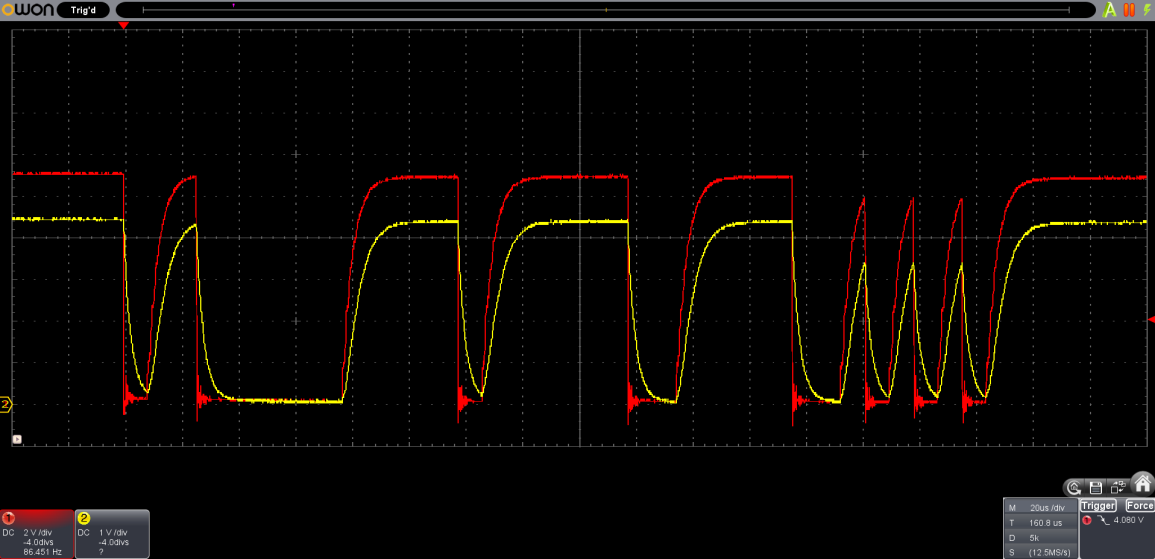 OWON Trig'd
2
1 2 Trigger Force
M 20us /div
DC 2 V /div DC 1 V /div T 160.8 us 1 4.080 V
-4.0divs -4.0divs D 5k
86.451 Hz ? S (12.5MS/s)